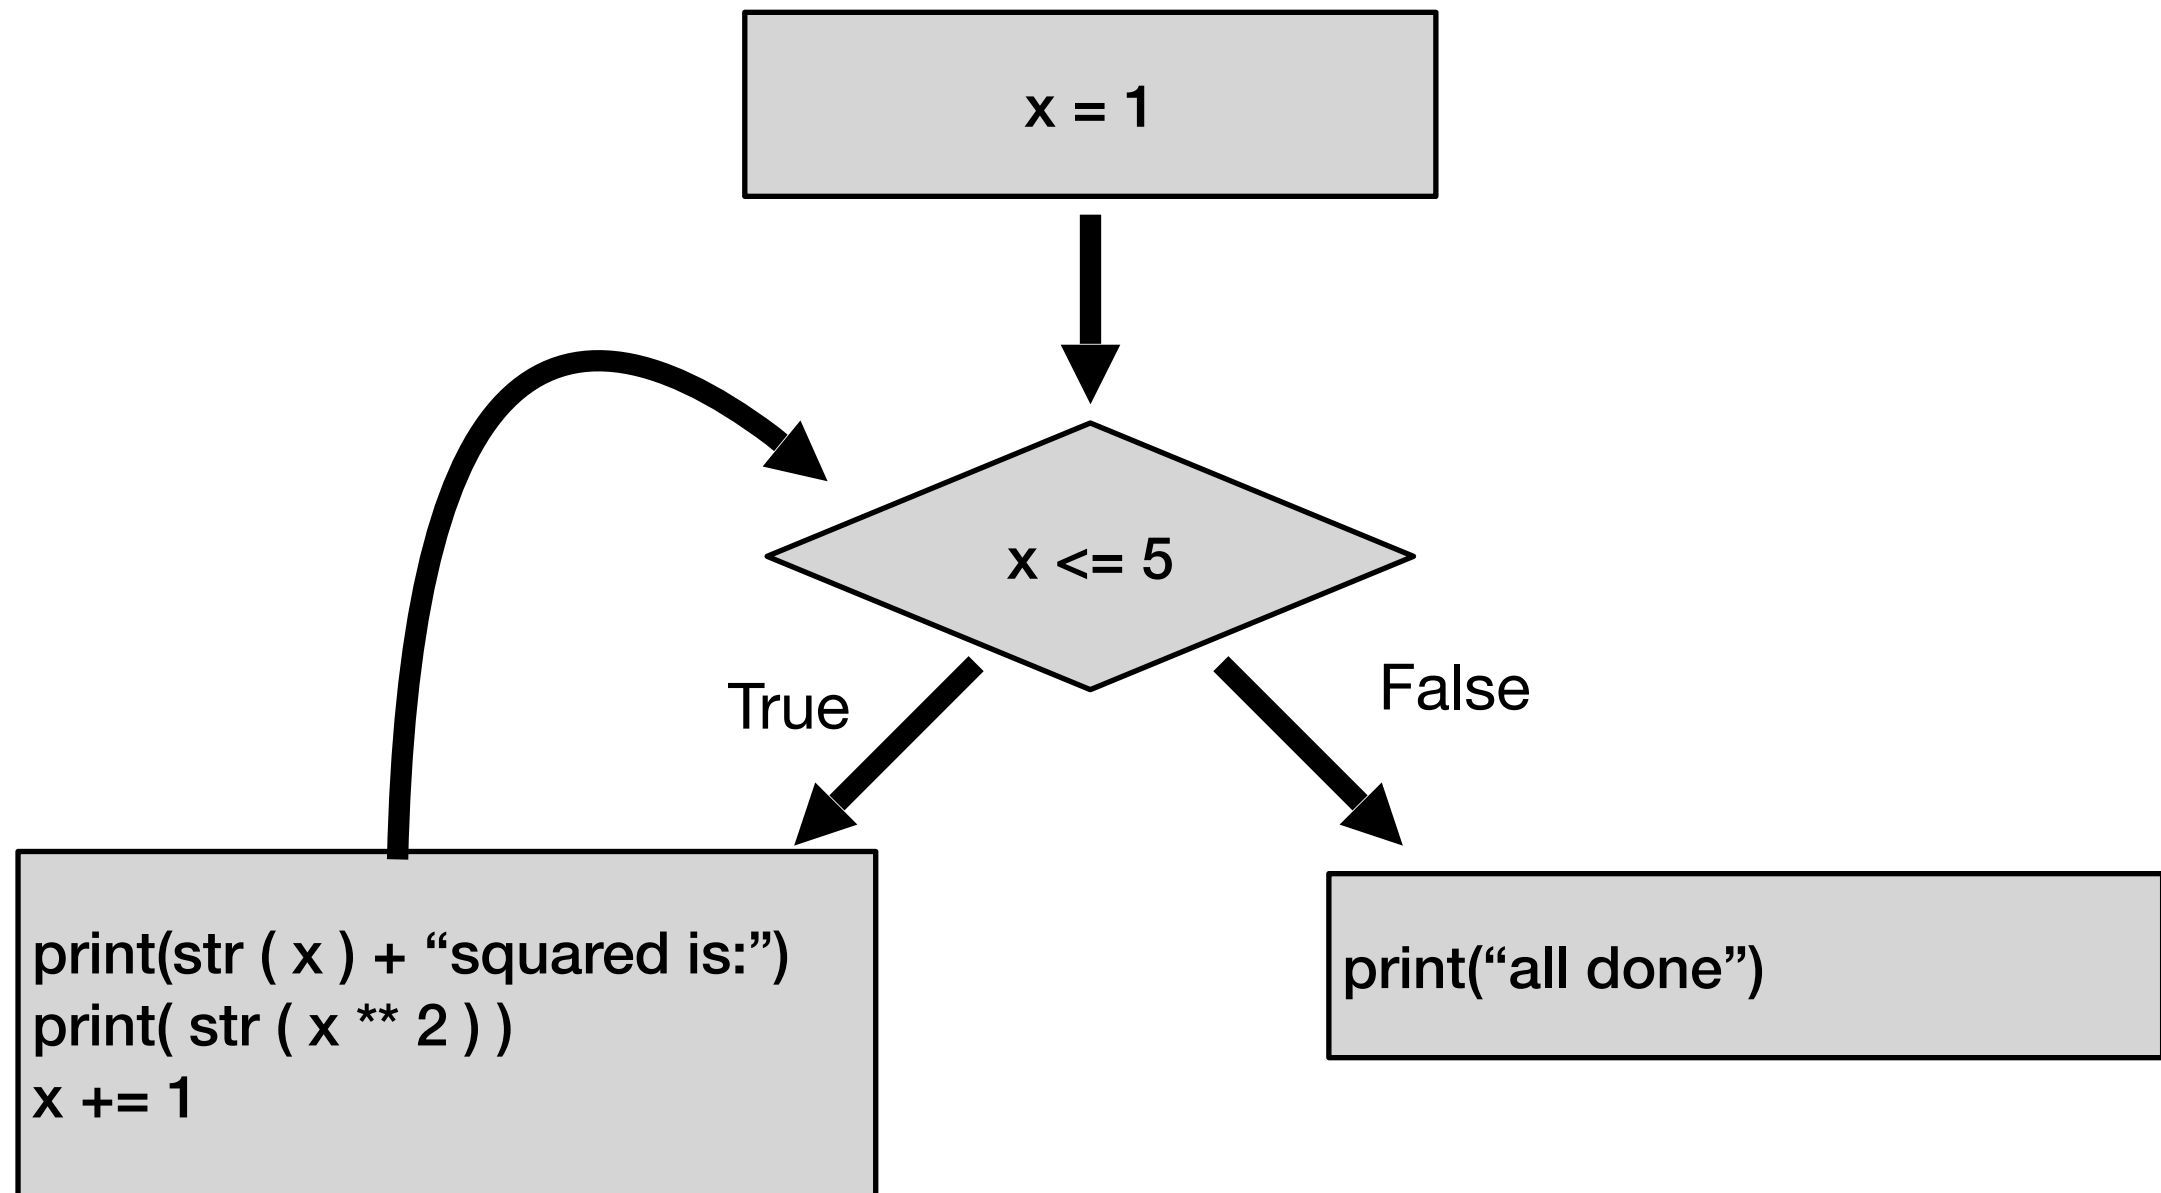 x = 1
x <= 5
True
False
print(str ( x ) + “squared is:”)
print( str ( x ** 2 ) )
x += 1
print(“all done”)